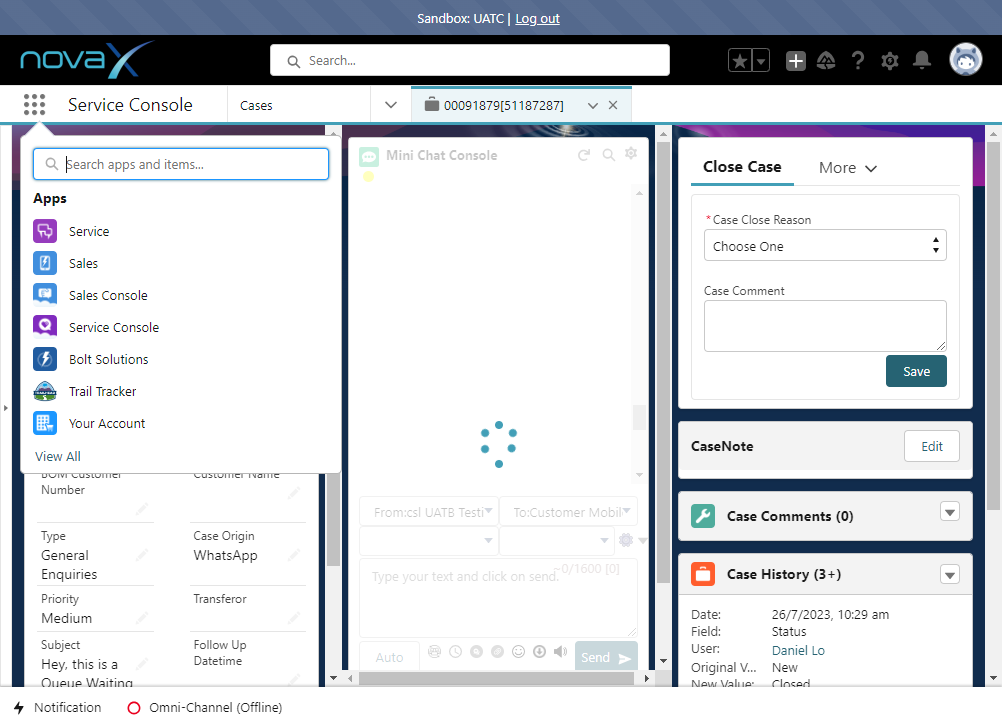 Sandbox: UATC | Log out
novaX
Search...
Service Console
Cases
00091879[51187287]
Search apps and items...
Apps
Service
Sales
Sales Console
Service Console
Bolt Solutions
Trail Tracker
Your Account
View All
BOM Customer
Number
Customer Name
Type
General
Enquiries
Case Origin
WhatsApp
Priority
Medium
Transferor
Subject
Hey, this is a
Queue Waiting
Follow Up
Datetime
Mini Chat Console
From:csl UATB Testi
To:Customer Mobil
Type your text and click on send.
~0/1600 [0]
Auto
Send
Close Case
More
*Case Close Reason
Choose One
Case Comment
Save
CaseNote
Edit
Case Comments (0)
Case History (3+)
Date: 26/7/2023, 10:29 am
Field: Status
User: Daniel Lo
Original V... New
New Value: Closed
Notification
Omni-Channel (Offline)